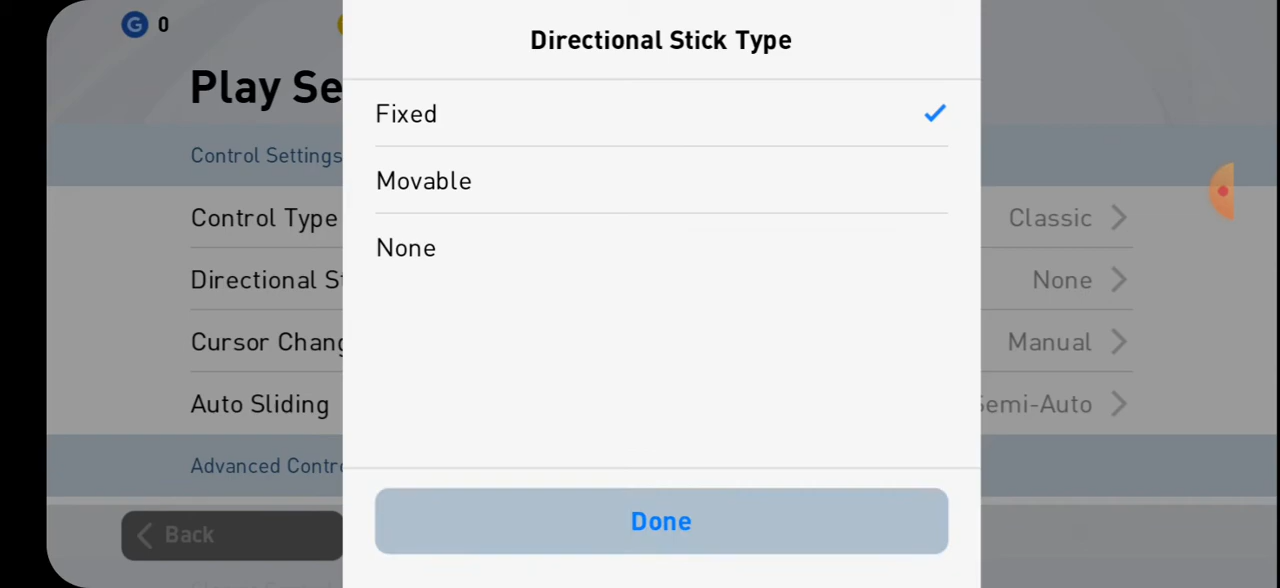 G 0
Directional Stick Type
Play Se
Fixed
Control Settings
Movable
Control Type
Classic
None
Directional S
None
Cursor Chang
Manual
Auto Sliding
Semi-Auto
Advanced Contr
Done
Back